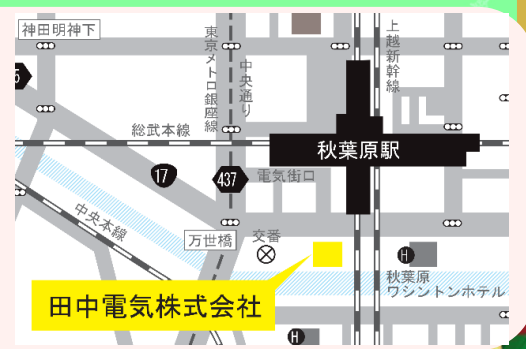 神田明神下
東京メトロ銀座線
中央通り
上越新幹線
総武本線
秋葉原駅
17
437
電気街口
中央本線
万世橋
交番
H
秋葉原
ワシントンホテル
田中電気株式会社
H